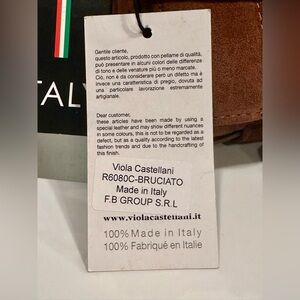 TAL
Gentile cliente,
questo articolo, prodotto con pellame di qualità,
può presentare in alcuni colori delle differenze
di tono e delle venature più o meno marcate.
Ciò, non è da considerare però un difetto ma è
invece una caratteristica di pregio, dovuta ad
una particolare lavorazione estremamente
artigianale.
Dear customer,
these articles have been made by using a
special leather and may show different nuances
in some colours, this is not to be regarded as a
defect, but as a quality according to the latest
fashion trends and due to the handcrafting of
this finish.
Viola Castellani
R6080C-BRUCIATO
Made in Italy
F.B GROUP S.R.L
www.violacastellani.it
100% Made in Italy
100% Fabriqué en Italie